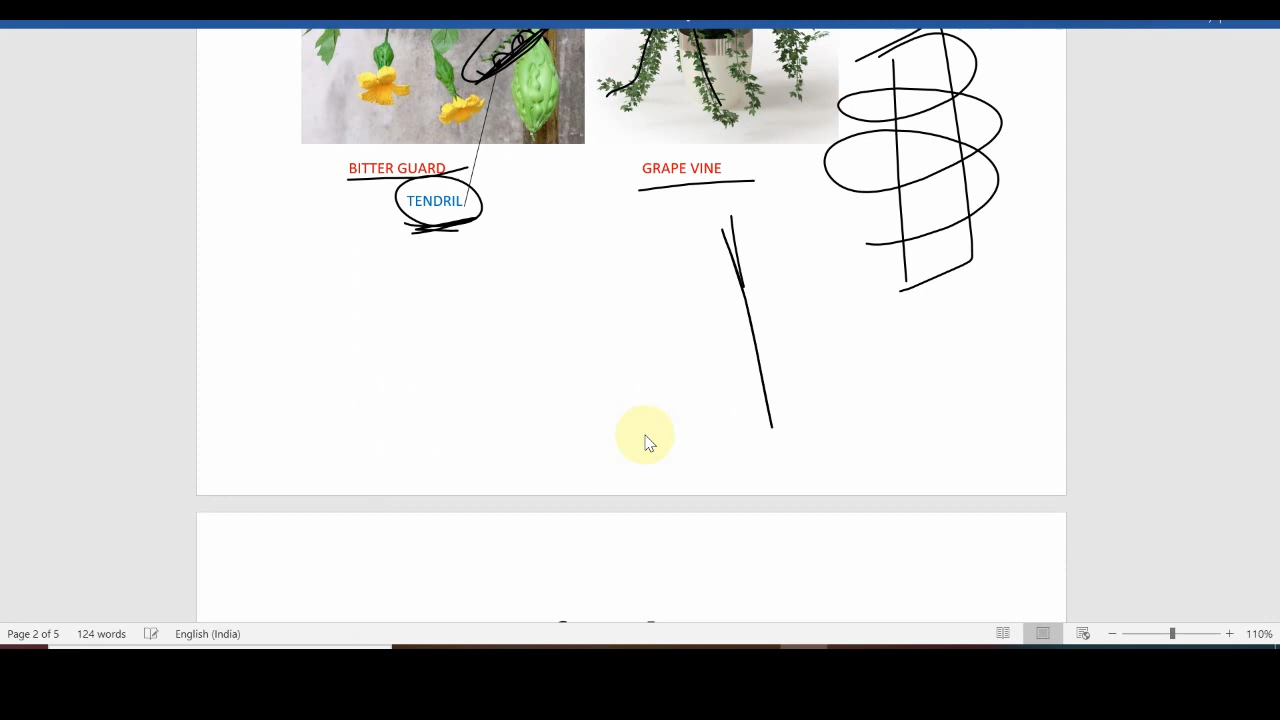 BITTER GUARD
GRAPE VINE
TENDRIL
Page 2 of 5
124 words
English (India)
110%